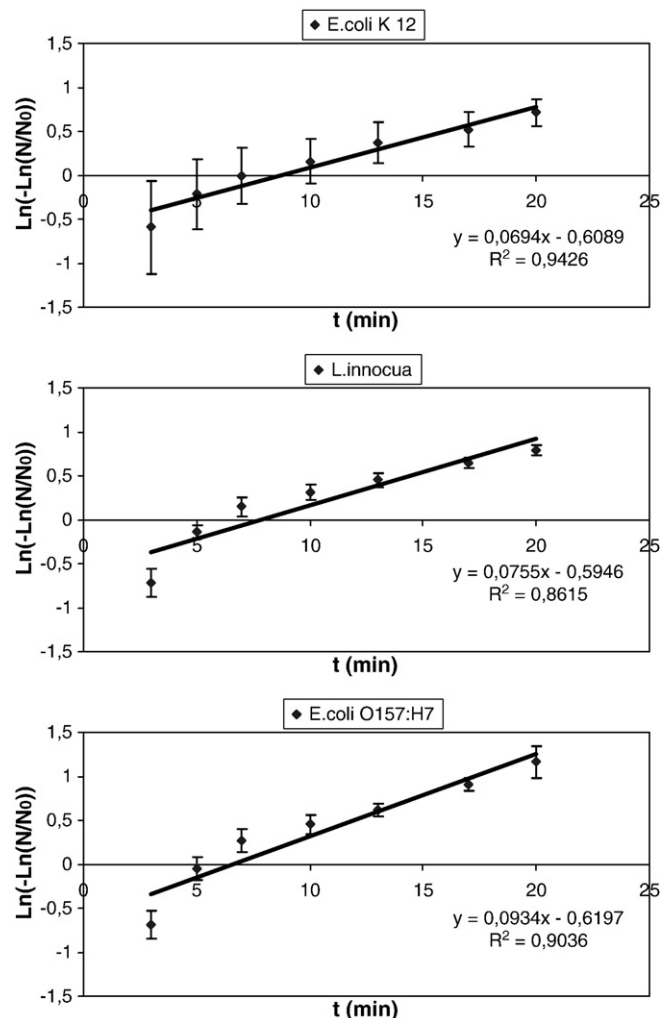 E.coli K 12
1,5
1
0,5
0
-0,5
-1
-1,5
0 5 10 15 20 25
Ln(-Ln(N/N0))
y = 0,0694x - 0,6089
R² = 0,9426
t (min)
L.innocua
1,5
1
0,5
0
-0,5
-1
-1,5
0 5 10 15 20 25
Ln(-Ln(N/N0))
y = 0,0755x - 0,5946
R² = 0,8615
t (min)
E.coli O157:H7
1,5
1
0,5
0
-0,5
-1
-1,5
0 5 10 15 20 25
Ln(-Ln(N/N0))
y = 0,0934x - 0,6197
R² = 0,9036
t (min)